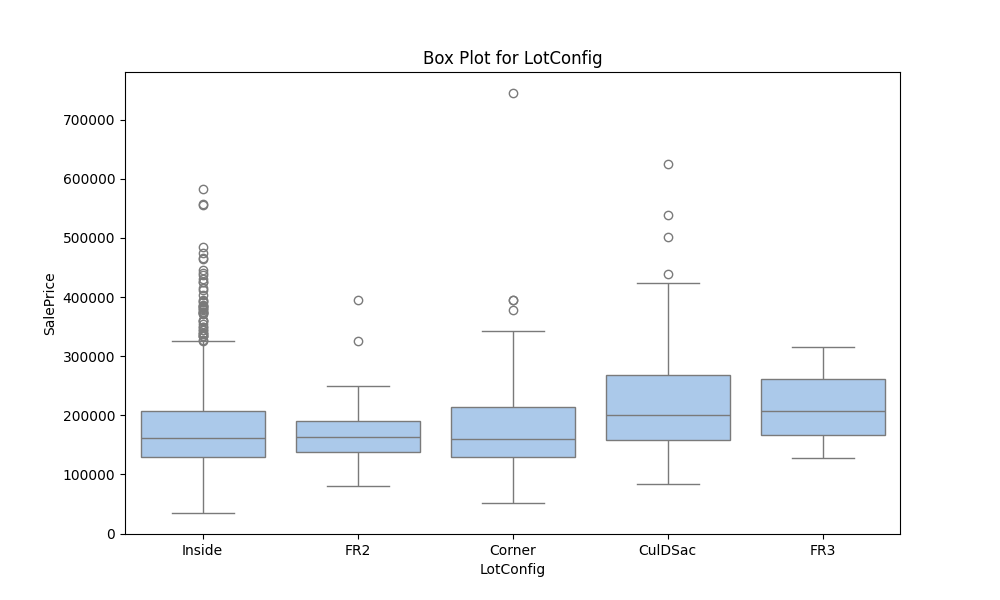 Box Plot for LotConfig
700000
600000
500000
400000
300000
200000
100000
0
SalePrice
Inside FR2 Corner CulDSac FR3
LotConfig